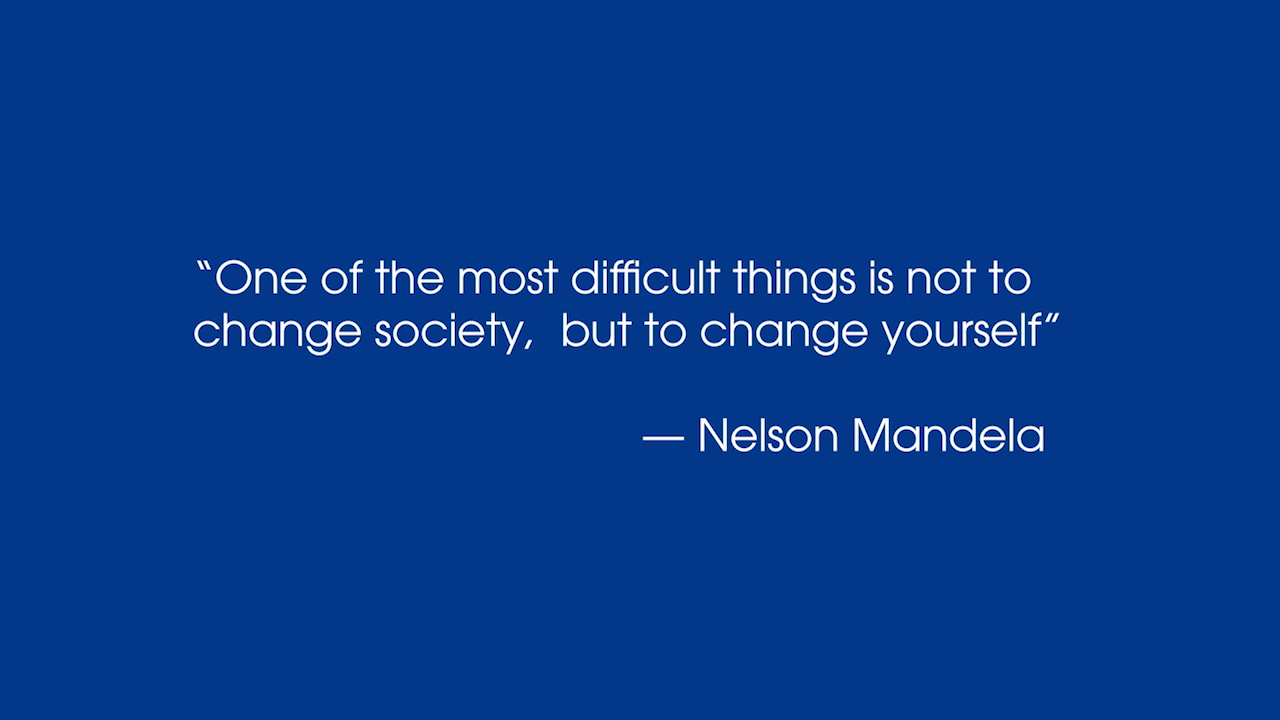 “One of the most difficult things is not to
change society,  but to change yourself”
— Nelson Mandela